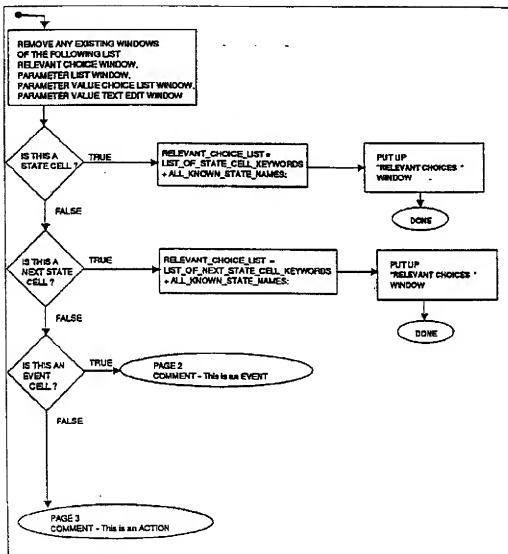 REMOVE ANY EXISTING WINDOWS
OF THE FOLLOWING LIST
RELEVANT CHOICE WINDOW,
PARAMETER LIST WINDOW,
PARAMETER VALUE CHOICE LIST WINDOW,
PARAMETER VALUE TEXT EDIT WINDOW
IS THIS A
STATE CELL ?
TRUE
RELEVANT_CHOICE_LIST =
LIST_OF_STATE_CELL_KEYWORDS
+ ALL_KNOWN_STATE_NAMES;
PUT UP
"RELEVANT CHOICES "
WINDOW
DONE
FALSE
IS THIS A
NEXT STATE
CELL ?
TRUE
RELEVANT_CHOICE_LIST =
LIST_OF_NEXT_STATE_CELL_KEYWORDS
+ ALL_KNOWN_STATE_NAMES;
PUT UP
"RELEVANT CHOICES "
WINDOW
DONE
FALSE
IS THIS AN
EVENT
CELL ?
TRUE
PAGE 2
COMMENT - This is an EVENT
FALSE
PAGE 3
COMMENT - This is an ACTION